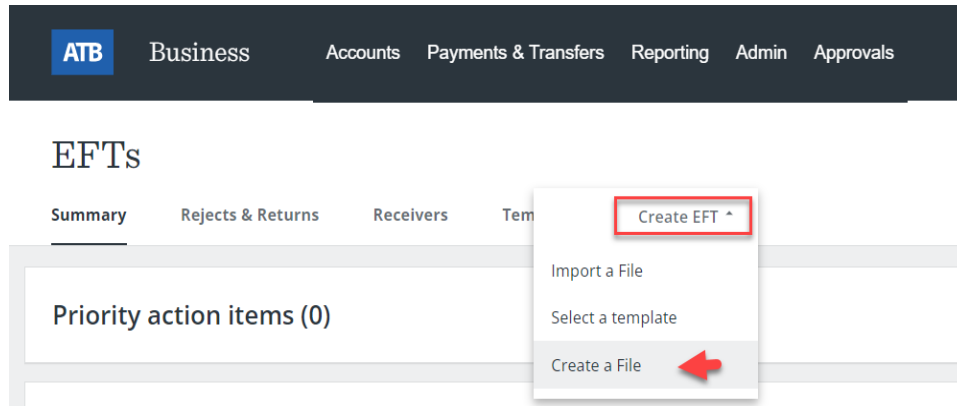 ATB Business Accounts Payments & Transfers Reporting Admin Approvals
EFTs
Summary Rejects & Returns Receivers Tem Create EFT
Import a File
Priority action items (0)
Select a template
Create a File